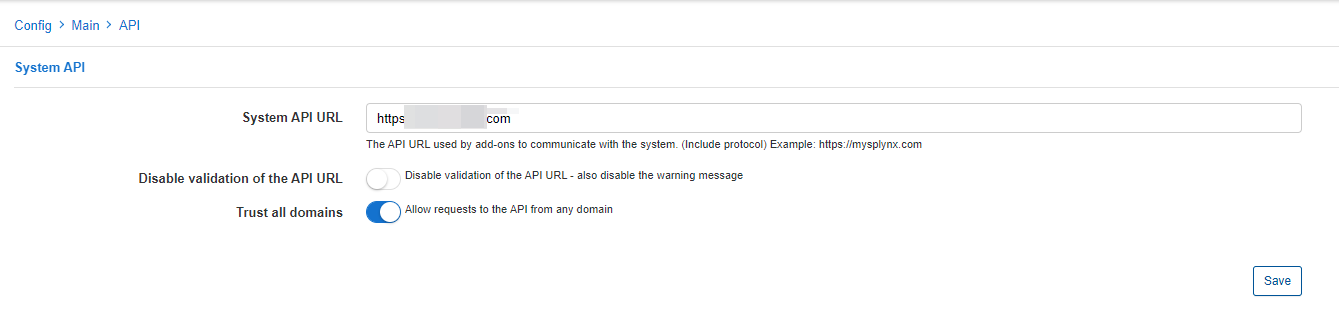 Config > Main > API
System API
System API URL
https com
The API URL used by add-ons to communicate with the system. (Include protocol) Example: https://mysplynx.com
Disable validation of the API URL Disable validation of the API URL - also disable the warning message
Trust all domains Allow requests to the API from any domain
Save